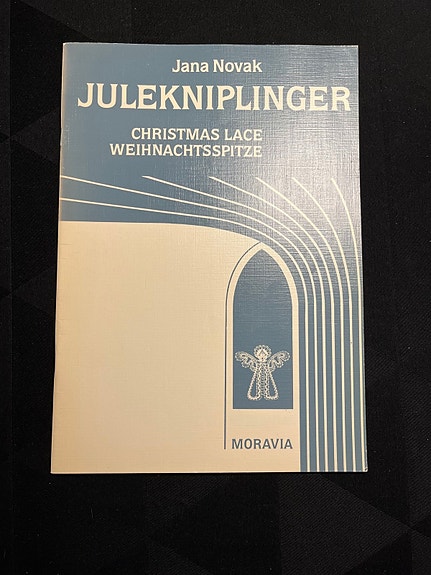 Jana Novak
JULEKNIPLINGER
CHRISTMAS LACE
WEIHNACHTSSPITZE
MORAVIA